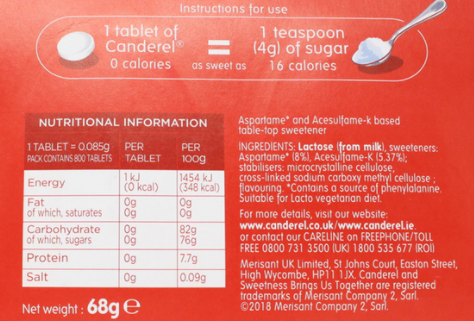 Instructions for use
1 tablet of
Canderel®
0 calories
=
as sweet as
1 teaspoon
(4g) of sugar
16 calories
NUTRITIONAL INFORMATION
1 TABLET = 0.085g
PACK CONTAINS 800 TABLETS
PER
TABLET
PER
100g
Energy 1 kJ 1454 kJ
(0 kcal) (348 kcal)
Fat 0g 0g
of which, saturates 0g 0g
Carbohydrate 0g 82g
of which, sugars 0g 76g
Protein 0g 7.7g
Salt 0g 0.09g
Net weight : 68g e
Aspartame* and Acesulfame-k based
table-top sweetener
INGREDIENTS: Lactose (from milk), sweeteners:
Aspartame* (8%), Acesulfame-K (5.37%);
stabilisers: microcrystalline cellulose,
cross-linked sodium carboxy methyl cellulose ;
flavouring. *Contains a source of phenylalanine.
Suitable for Lacto vegetarian diet.
For more details, visit our website:
www.canderel.co.uk/www.canderel.ie.
or contact our CARELINE on FREEPHONE/TOLL
FREE 0800 731 3500 (UK) 1800 535 677 (ROI)
Merisant UK Limited, St Johns Court, Easton Street,
High Wycombe, HP11 1JX. Canderel and
Sweetness Brings Us Together are registered
trademarks of Merisant Company 2, Sarl.
©2018 Merisant Company 2, Sarl.